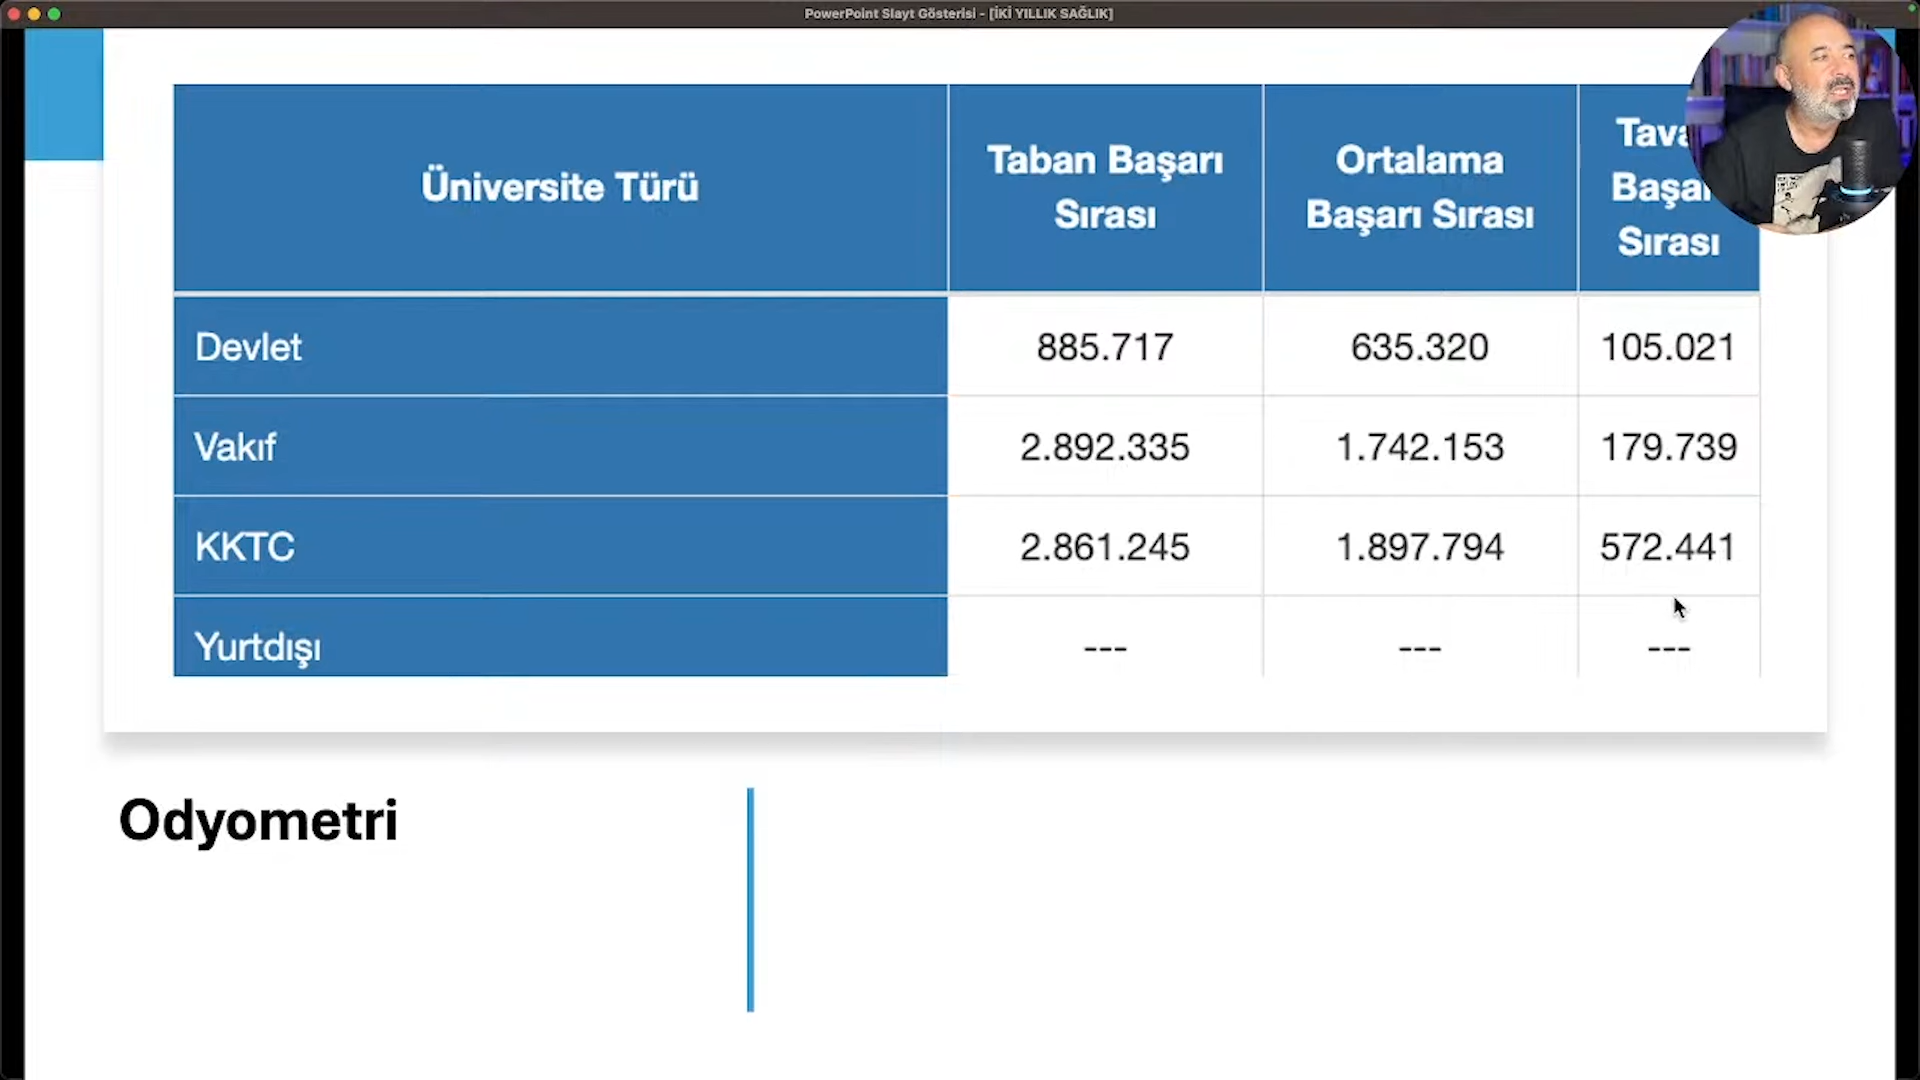 PowerPoint Slayt Gösterisi - [İKİ YILLIK SAĞLIK]
Üniversite Türü
Taban Başarı
Sırası
Ortalama
Başarı Sırası
Sırası
Devlet 885.717 635.320 105.021
Vakıf 2.892.335 1.742.153 179.739
KKTC 2.861.245 1.897.794 572.441
Yurtdışı --- --- ---
Odyometri